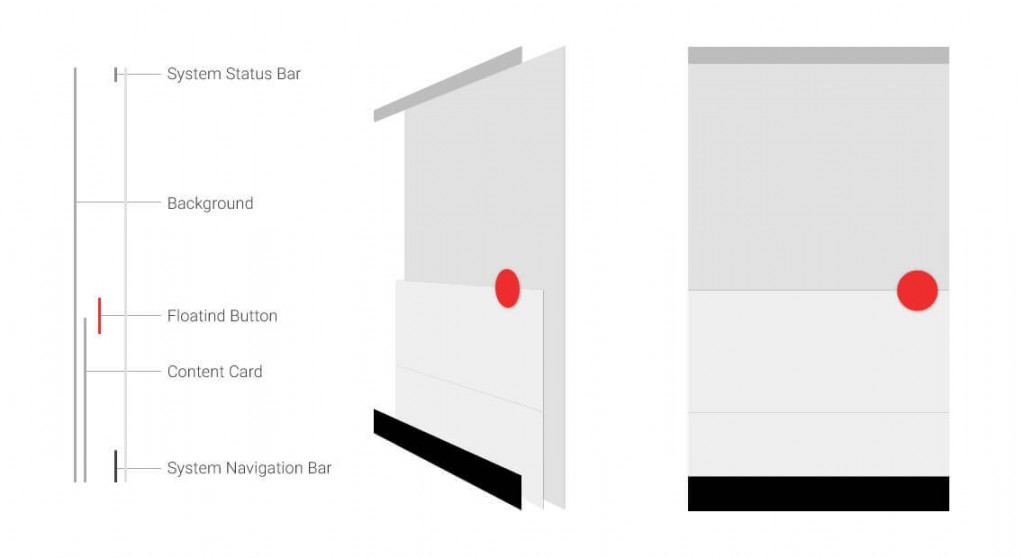 System Status Bar
Background
Floatind Button
Content Card
System Navigation Bar